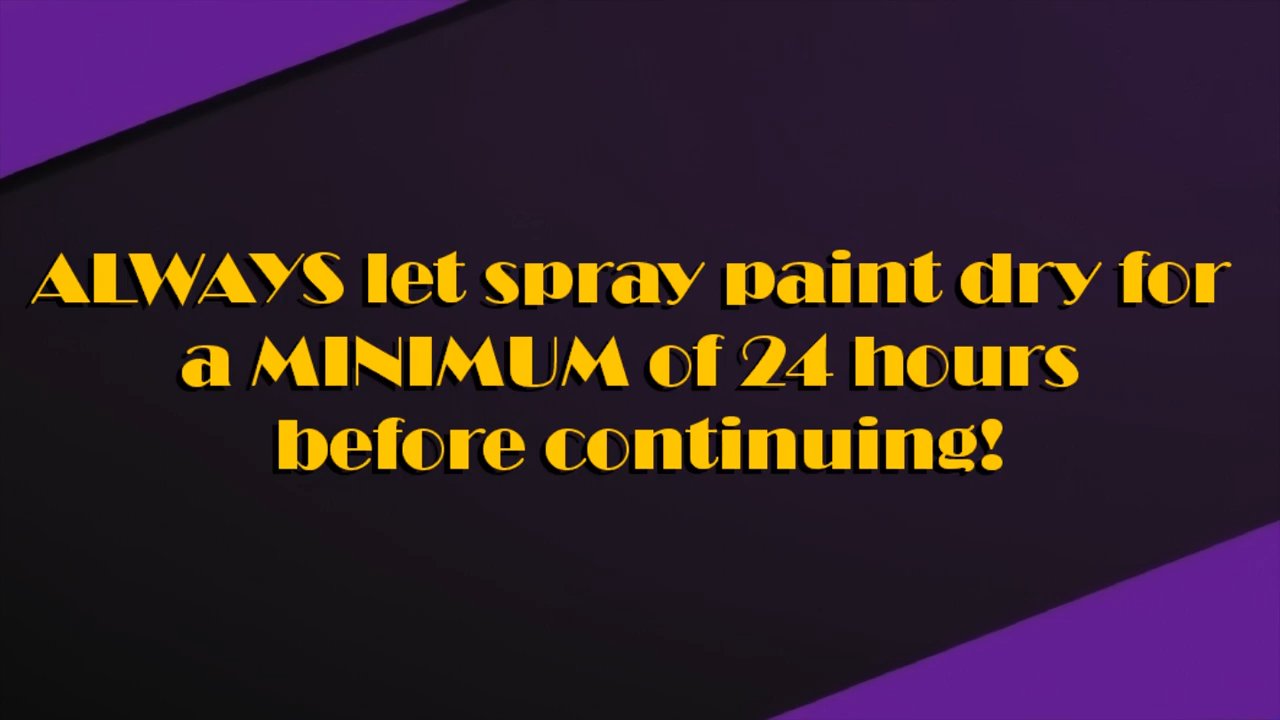 ALWAYS let spray paint dry for
a MINIMUM of 24 hours
before continuing!